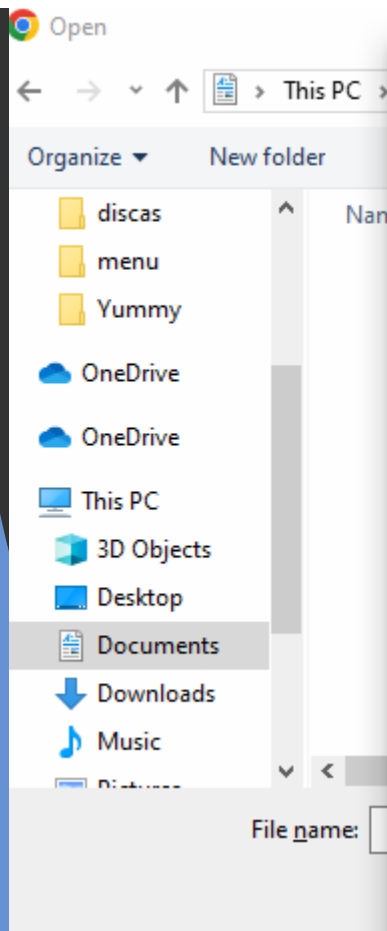 Open
This PC
Organize New folder
discas
Nan
menu
Yummy
OneDrive
OneDrive
This PC
3D Objects
Desktop
Documents
Downloads
Music
File name: